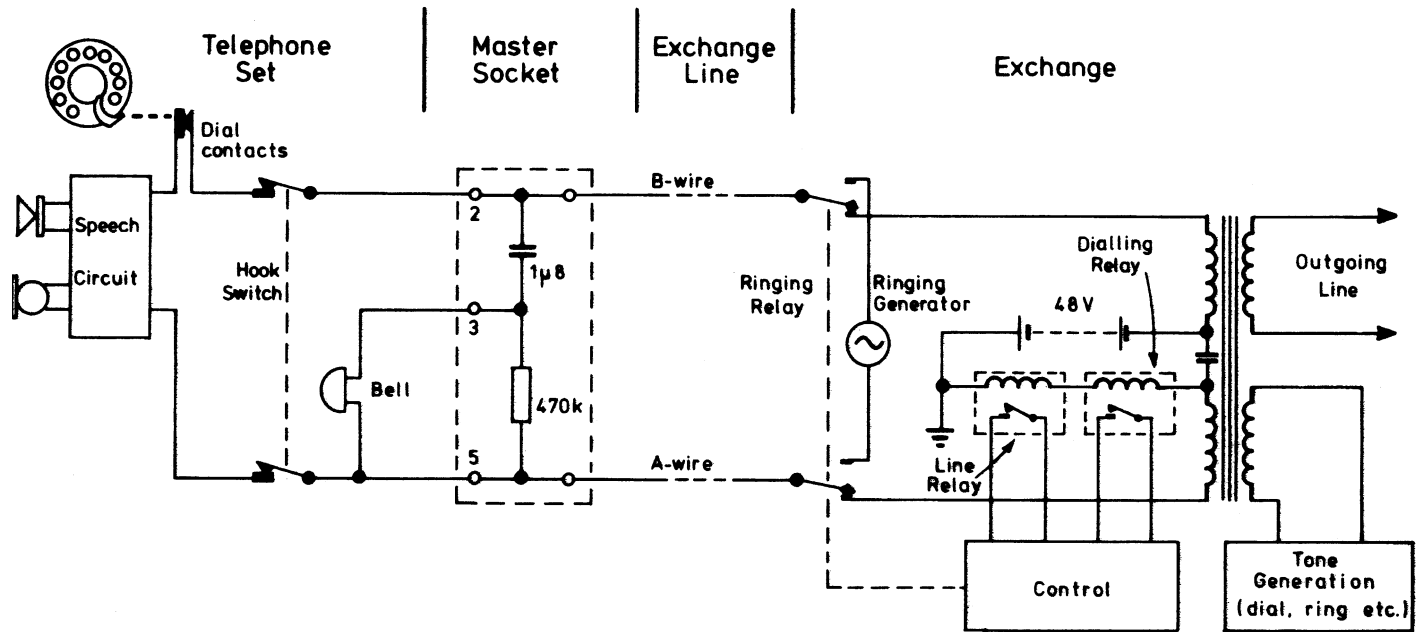 Telephone
Set
Master
Socket
Exchange
Line
Exchange
Dial
contacts
B-wire
2
Speech
Circuit
Hook
Switch
1µ8
3
Bell
470k
5
A-wire
Ringing
Relay
Ringing
Generator
Dialling
Relay
48V
Outgoing
Line
Line
Relay
Control
Tone
Generation
(dial, ring etc.)